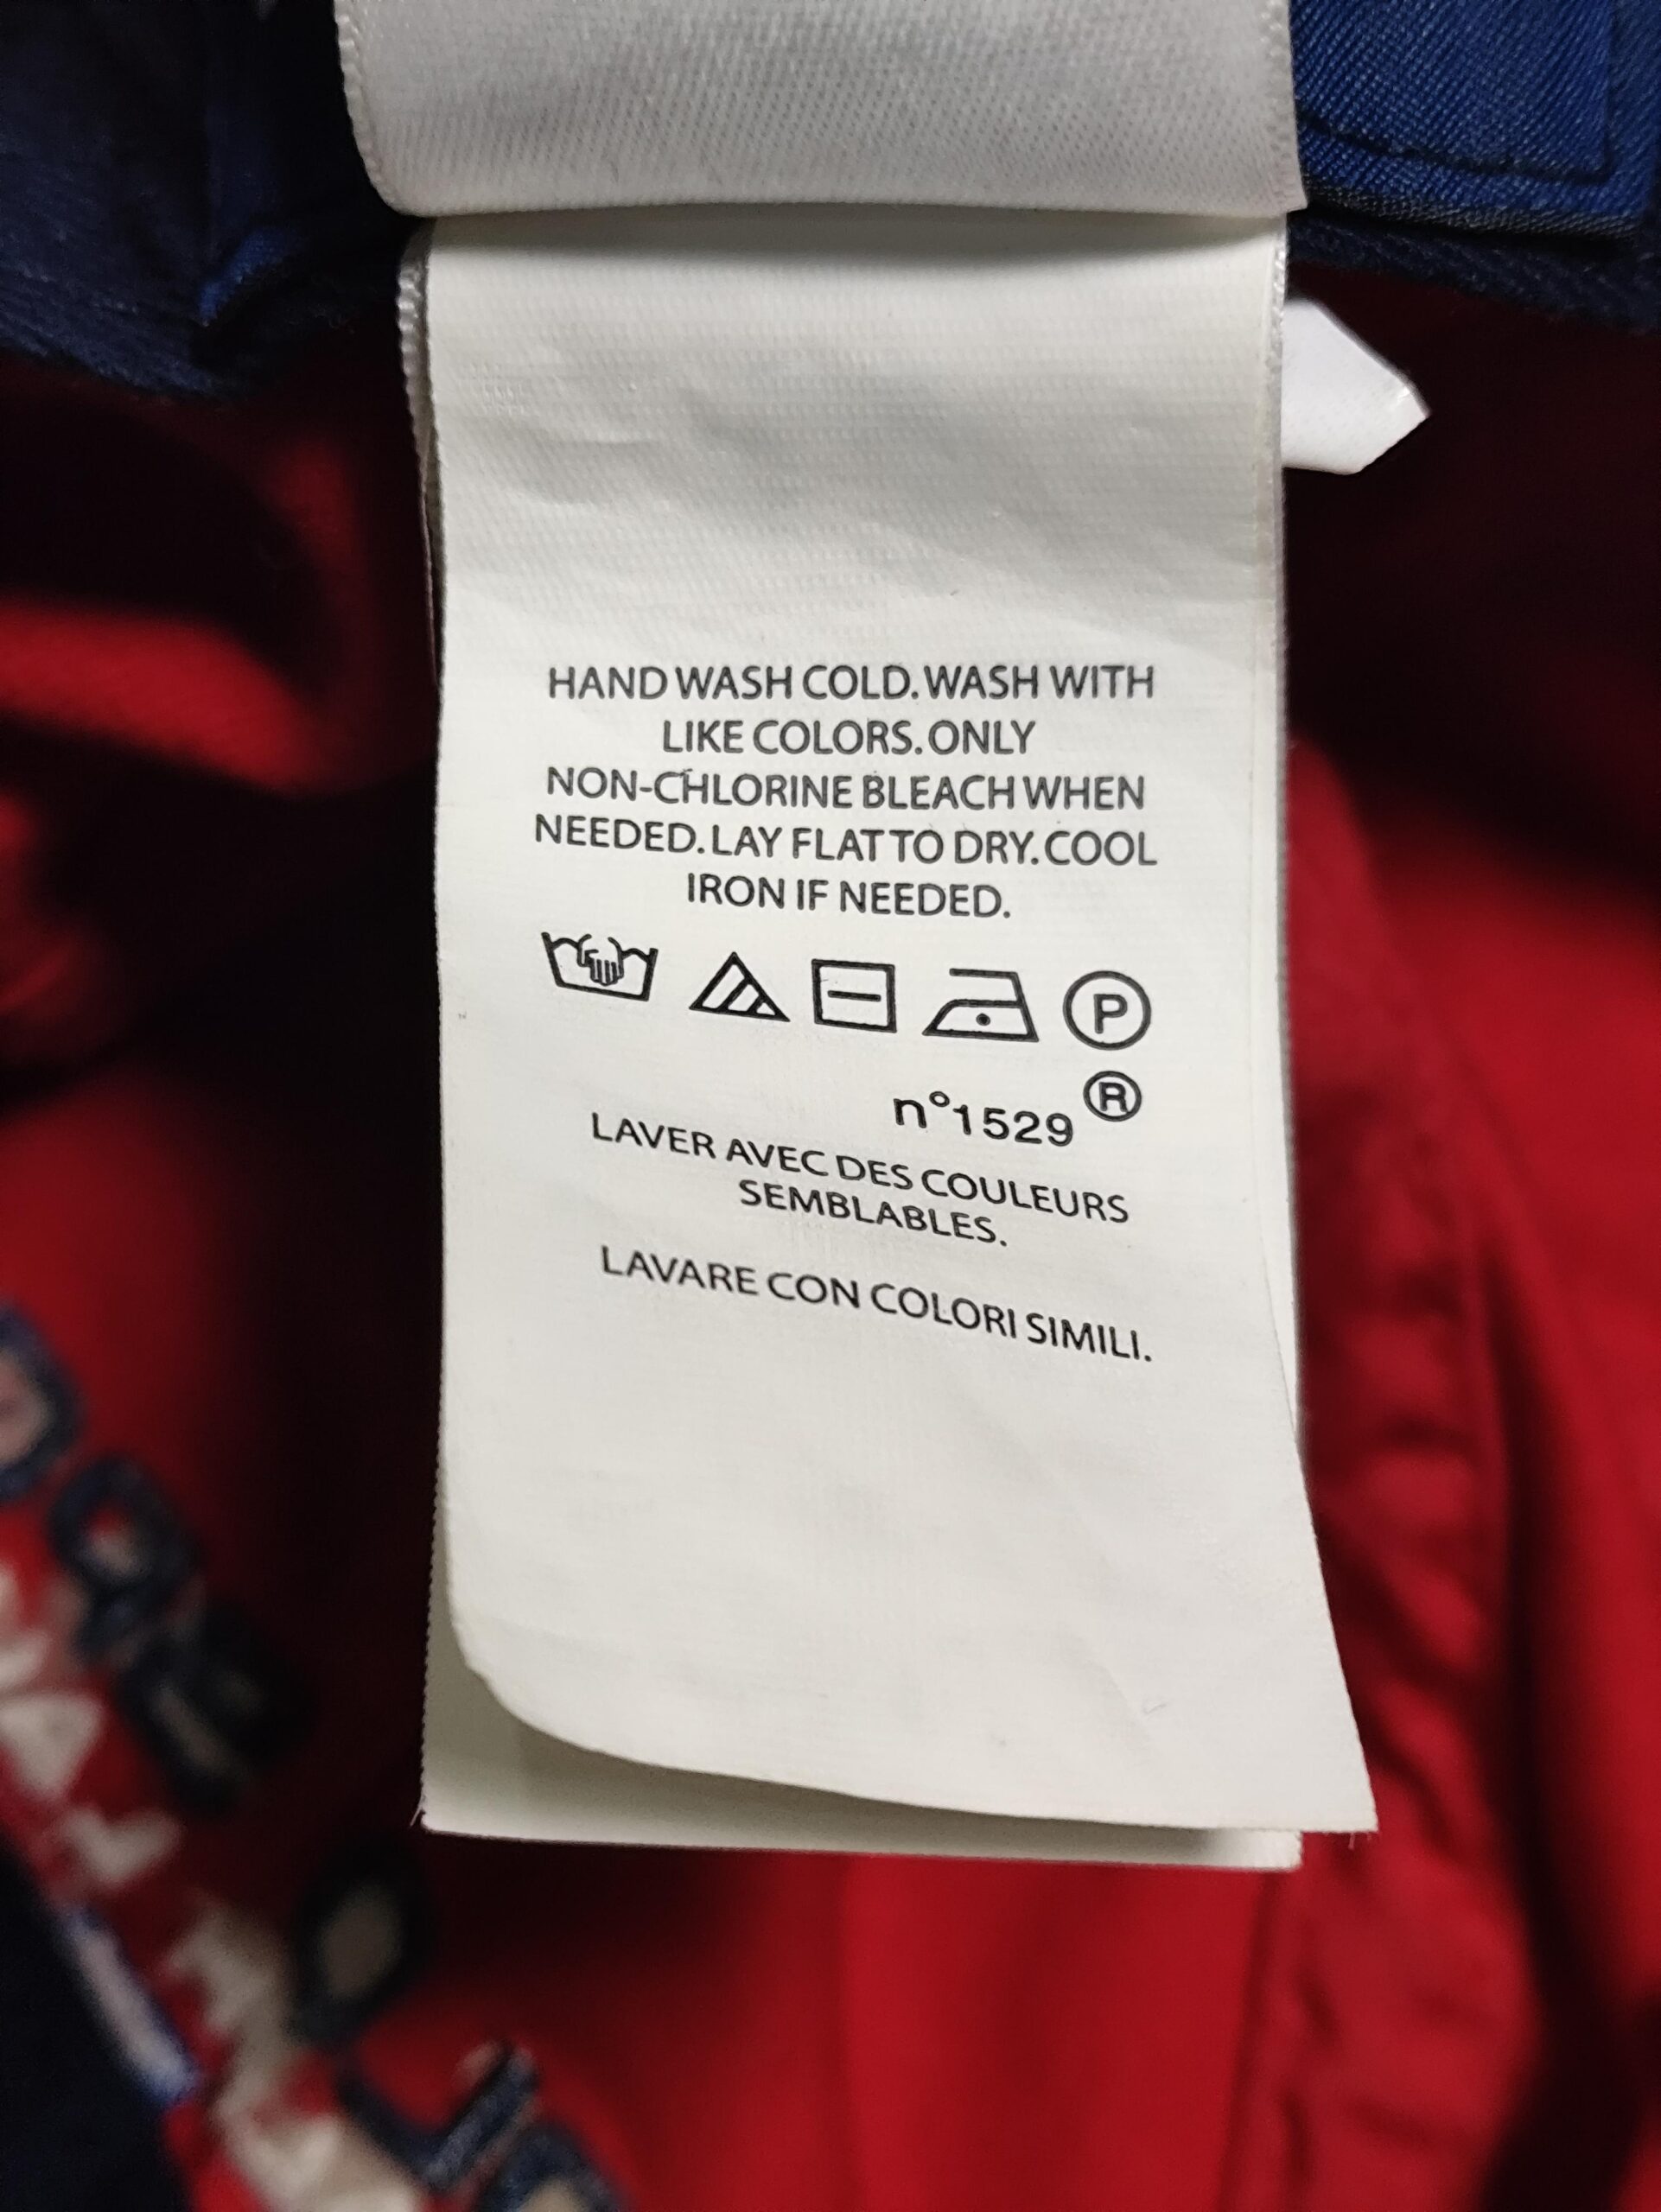 HAND WASH COLD. WASH WITH
LIKE COLORS. ONLY
NON-CHLORINE BLEACH WHEN
NEEDED. LAY FLAT TO DRY. COOL
IRON IF NEEDED.
P
n°1529 ®
LAVER AVEC DES COULEURS
SEMBLABLES.
LAVARE CON COLORI SIMILI.